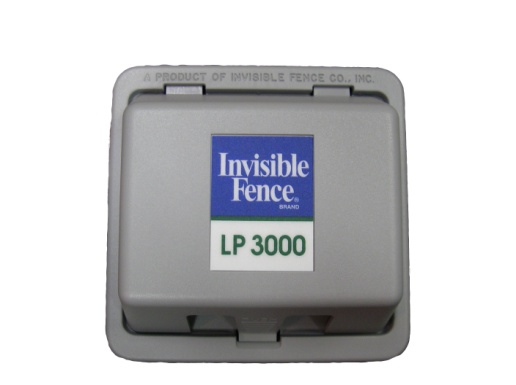 A PRODUCT OF INVISIBLE FENCE CO., INC.
Invisible
Fence®
BRAND
LP 3000